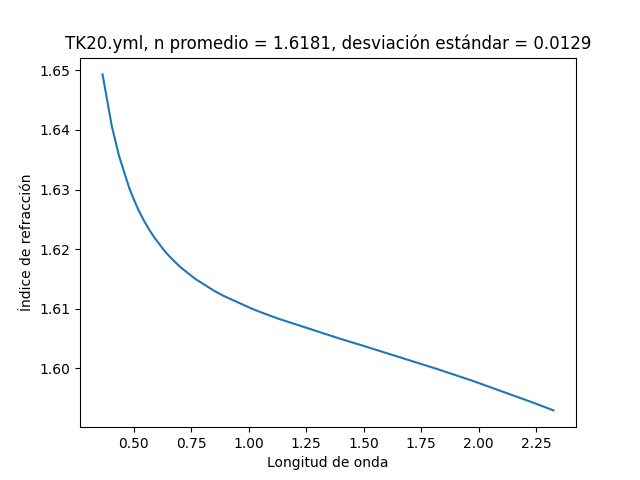 TK20.yml, n promedio = 1.6181, desviación estándar = 0.0129
1.65
1.64
1.63
1.62
1.61
1.60
Índice de refracción
0.50 0.75 1.00 1.25 1.50 1.75 2.00 2.25
Longitud de onda